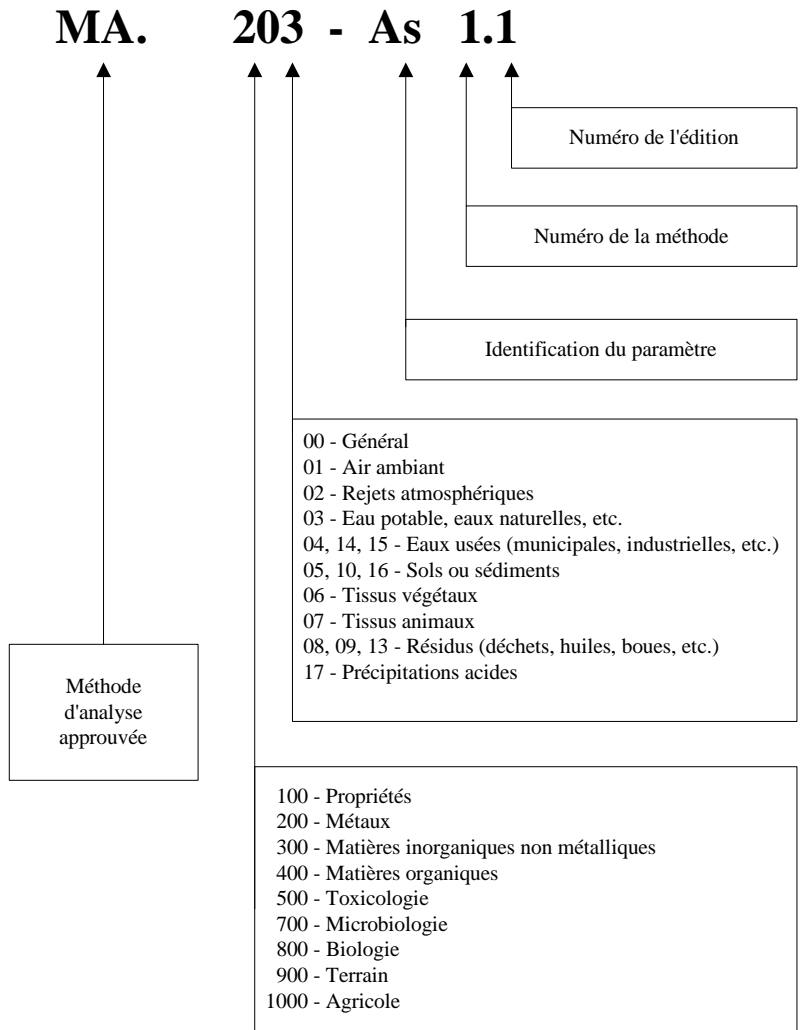 MA. 203 - As 1.1
Numéro de l'édition
Numéro de la méthode
Identification du paramètre
00 - Général
01 - Air ambiant
02 - Rejets atmosphériques
03 - Eau potable, eaux naturelles, etc.
04, 14, 15 - Eaux usées (municipales, industrielles, etc.)
05, 10, 16 - Sols ou sédiments
06 - Tissus végétaux
07 - Tissus animaux
08, 09, 13 - Résidus (déchets, huiles, boues, etc.)
17 - Précipitations acides
Méthode
d'analyse
approuvée
100 - Propriétés
200 - Métaux
300 - Matières inorganiques non métalliques
400 - Matières organiques
500 - Toxicologie
700 - Microbiologie
800 - Biologie
900 - Terrain
1000 - Agricole